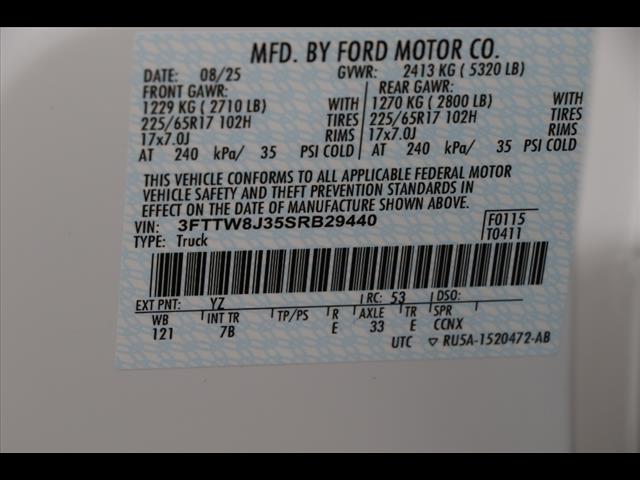 MFD. BY FORD MOTOR CO.
DATE: 08/25 GVWR: 2413 KG ( 5320 LB)
FRONT GAWR: REAR GAWR:
1229 KG ( 2710 LB) WITH 1270 KG ( 2800 LB) WITH
225/65R17 102H TIRES 225/65R17 102H TIRES
17x7.0J RIMS 17x7.0J RIMS
AT 240 kPa/ 35 PSI COLD AT 240 kPa/ 35 PSI COLD
THIS VEHICLE CONFORMS TO ALL APPLICABLE FEDERAL MOTOR
VEHICLE SAFETY AND THEFT PREVENTION STANDARDS IN
EFFECT ON THE DATE OF MANUFACTURE SHOWN ABOVE.
VIN: 3FTTW8J35SRB29440 F0115
TYPE: Truck T0411
EXT PNT: YZ RC: 53 DSO:
WB INT TR TP/PS R AXLE TR SPR
121 7B E 33 E CCNX
UTC ▽ RU5A-1520472-AB